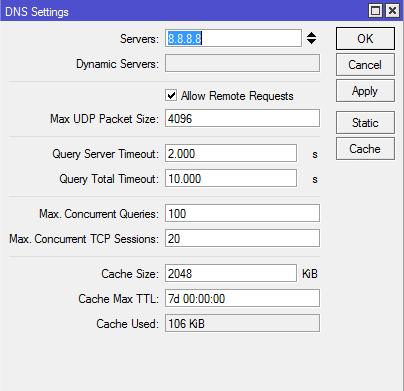 DNS Settings
Servers: 8.8.8.8 OK
Dynamic Servers: Cancel
Allow Remote Requests Apply
Max UDP Packet Size: 4096 Static
Query Server Timeout: 2.000 s Cache
Query Total Timeout: 10.000 s
Max. Concurrent Queries: 100
Max. Concurrent TCP Sessions: 20
Cache Size: 2048 KiB
Cache Max TTL: 7d 00:00:00
Cache Used: 106 KiB